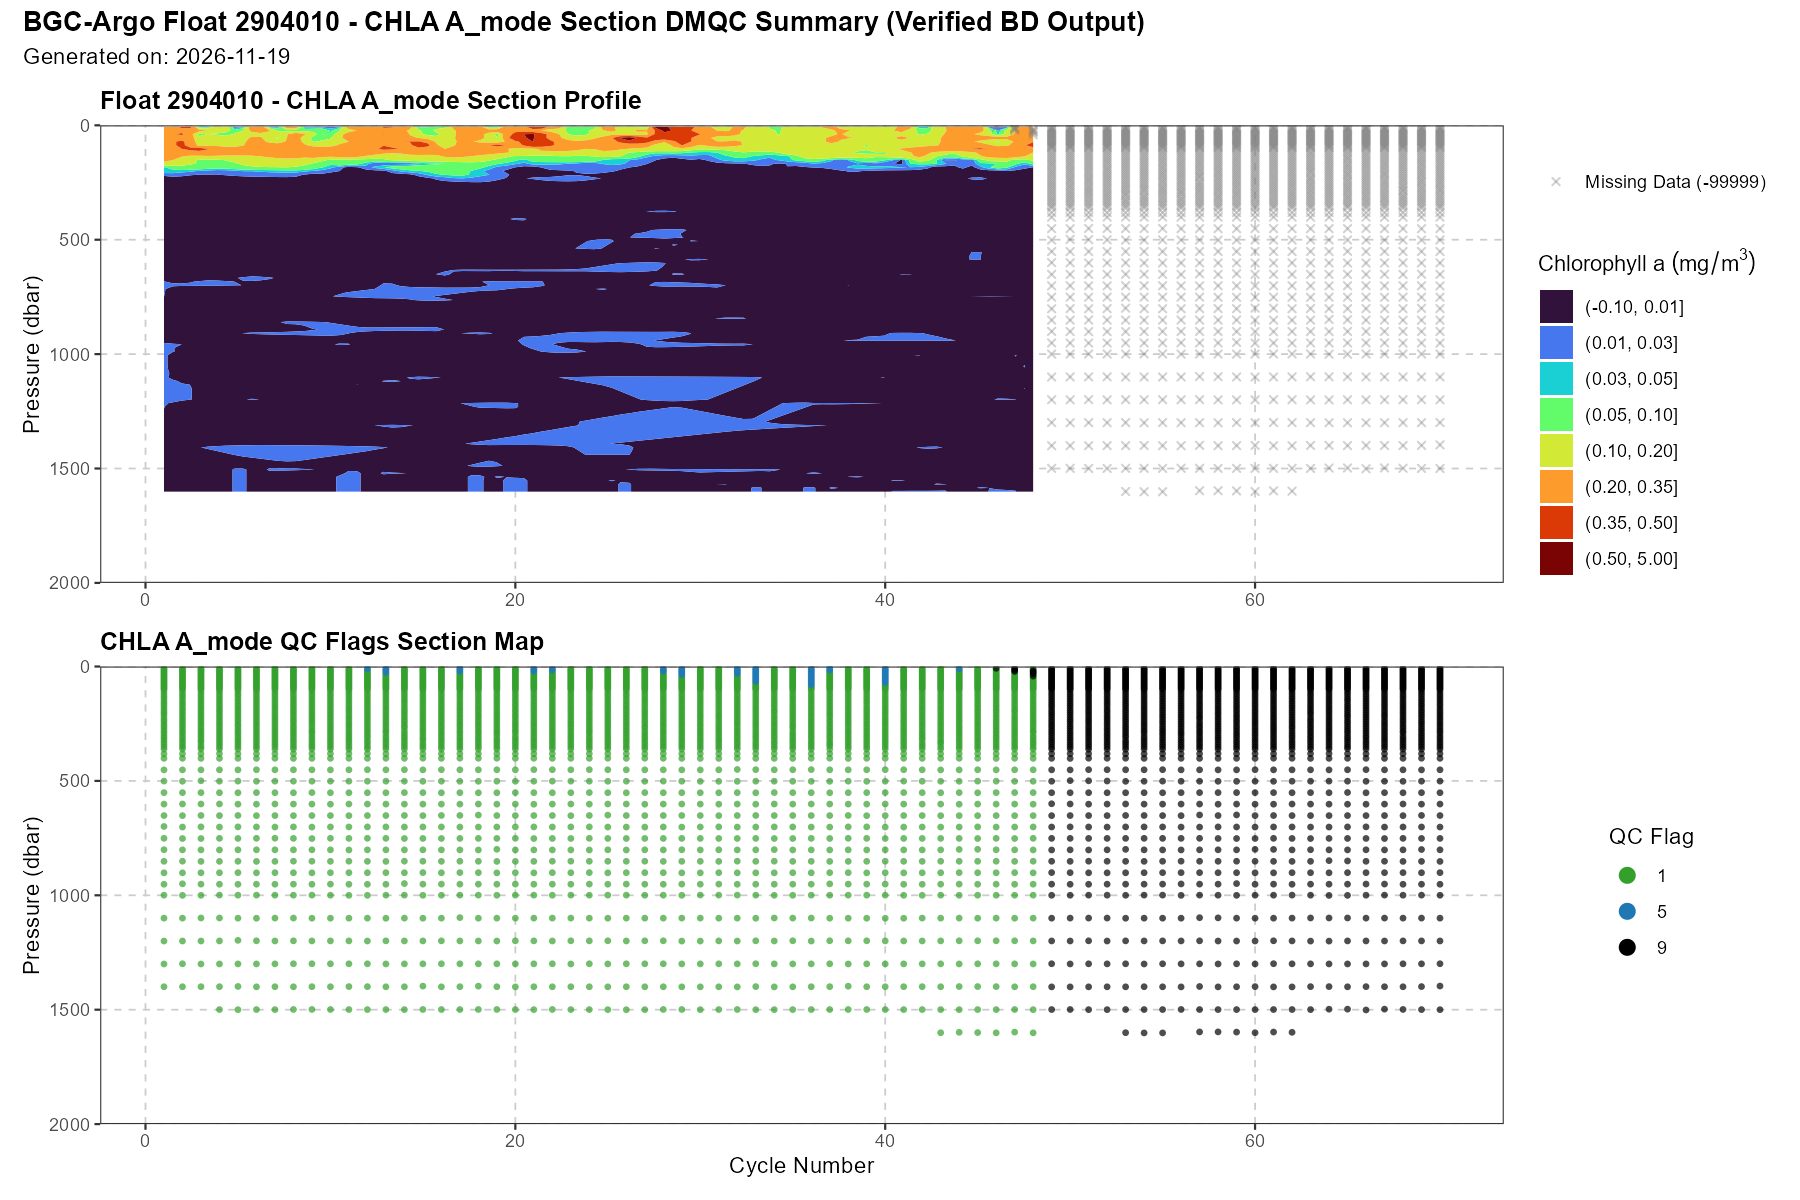 BGC-Argo Float 2904010 - CHLA A_mode Section DMQC Summary (Verified BD Output)
Generated on: 2026-11-19
Float 2904010 - CHLA A_mode Section Profile
Pressure (dbar)
0
500
1000
1500
2000
0 20 40 60
Missing Data (-99999)
Chlorophyll a (mg/m³)
(-0.10, 0.01]
(0.01, 0.03]
(0.03, 0.05]
(0.05, 0.10]
(0.10, 0.20]
(0.20, 0.35]
(0.35, 0.50]
(0.50, 5.00]
CHLA A_mode QC Flags Section Map
Pressure (dbar)
0
500
1000
1500
2000
0 20 40 60
Cycle Number
QC Flag
1
5
9